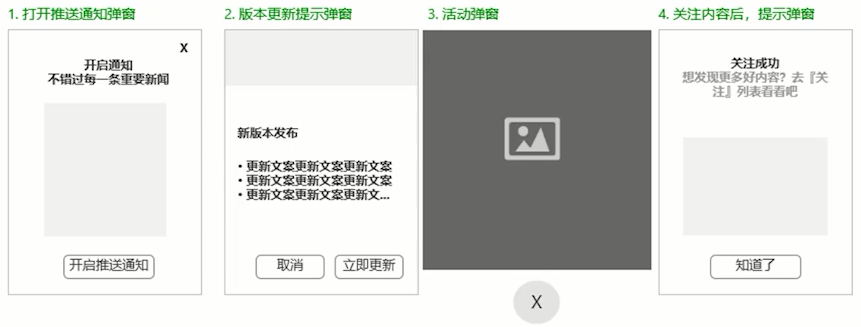 1. 打开推送通知弹窗
X
开启通知
不错过每一条重要新闻
开启推送通知
2. 版本更新提示弹窗
新版本发布
• 更新文案更新文案更新文案
• 更新文案更新文案更新文案
• 更新文案更新文案更新文...
取消
立即更新
3. 活动弹窗
X
4. 关注内容后，提示弹窗
关注成功
想发现更多好内容？去『关
注』列表看看吧
知道了